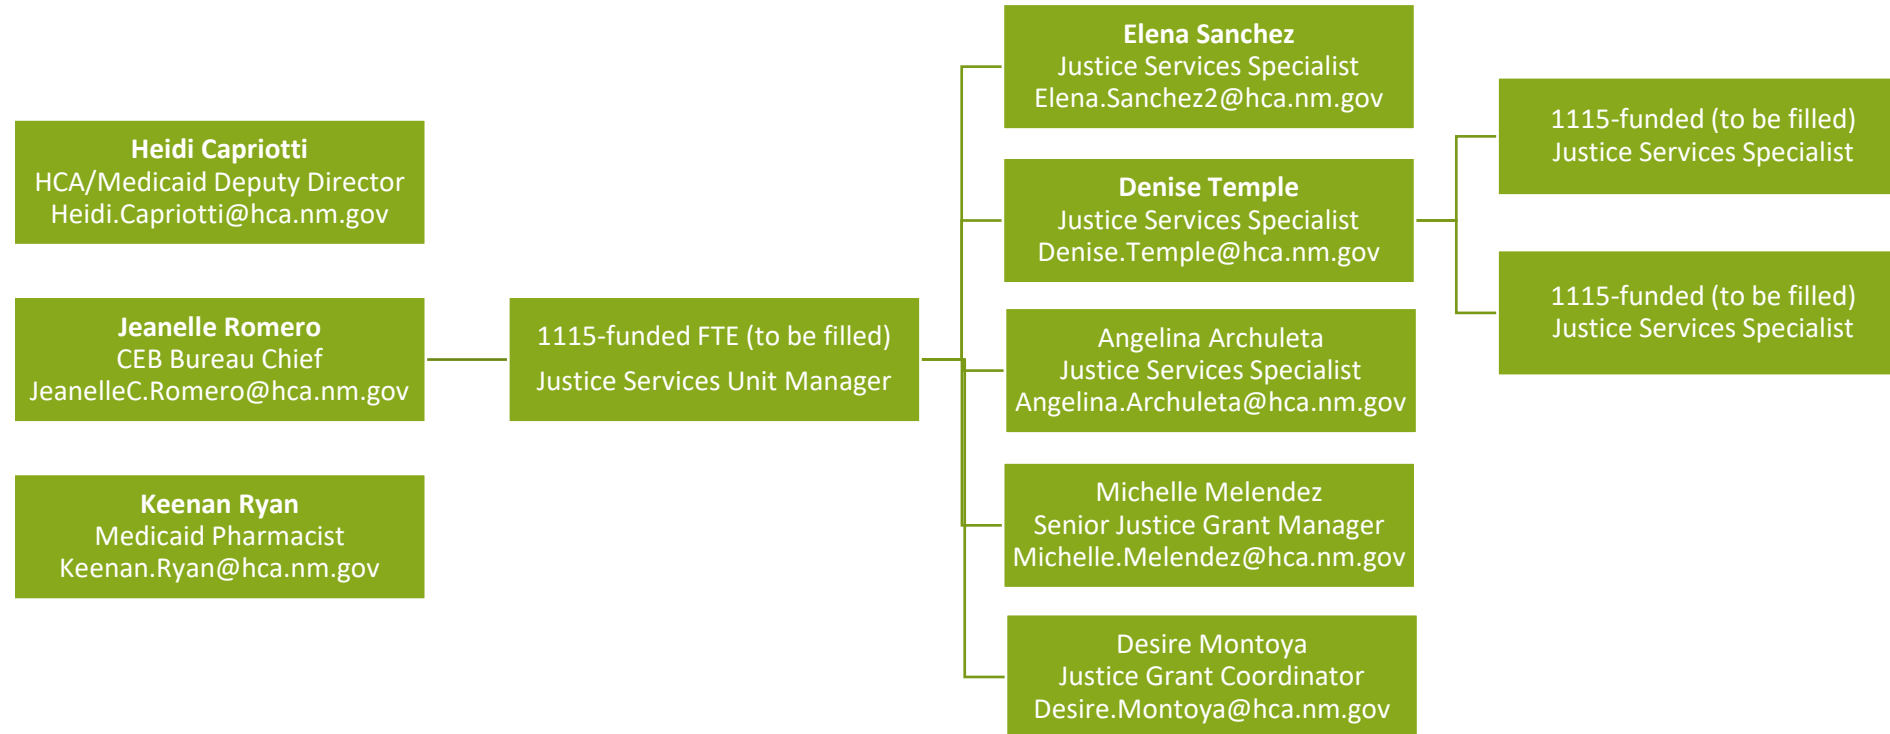 Heidi Capriotti
HCA/Medicaid Deputy Director
Heidi.Capriotti@hca.nm.gov
Jeanelle Romero
CEB Bureau Chief
JeanelleC.Romero@hca.nm.gov
Keenan Ryan
Medicaid Pharmacist
Keenan.Ryan@hca.nm.gov
1115-funded FTE (to be filled)
Justice Services Unit Manager
Elena Sanchez
Justice Services Specialist
Elena.Sanchez2@hca.nm.gov
Denise Temple
Justice Services Specialist
Denise.Temple@hca.nm.gov
Angelina Archuleta
Justice Services Specialist
Angelina.Archuleta@hca.nm.gov
Michelle Melendez
Senior Justice Grant Manager
Michelle.Melendez@hca.nm.gov
Desire Montoya
Justice Grant Coordinator
Desire.Montoya@hca.nm.gov
1115-funded (to be filled)
Justice Services Specialist
1115-funded (to be filled)
Justice Services Specialist